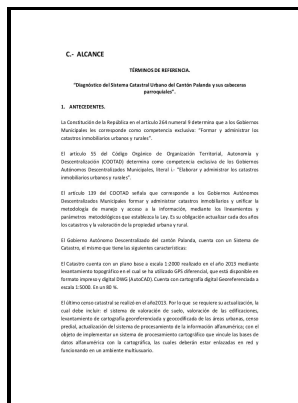 C.- ALCANCE
TÉRMINOS DE REFERENCIA.
"Diagnóstico del Sistema Catastral Urbano del Cantón Palanda y sus cabeceras
parroquiales".
1. ANTECEDENTES.
La Constitución de la República en el artículo 264 numeral 9 determina que a los Gobiernos
Municipales les corresponde como competencia exclusiva: "Formar y administrar los
catastros inmobiliarios urbanos y rurales".
El artículo 55 del Código Orgánico de Organización Territorial, Autonomía y
Descentralización (COOTAD) determina como competencia exclusiva de los Gobiernos
Autónomos Descentralizados Municipales, literal i.- "Elaborar y administrar los catastros
inmobiliarios urbanos y rurales".
El artículo 139 del COOTAD señala que corresponde a los Gobiernos Autónomos
Descentralizados Municipales formar y administrar catastros inmobiliarios y unificar la
metodología de manejo y acceso a la información, mediante los lineamientos y
parámetros metodológicos que establezca la Ley. Es su obligación actualizar cada dos años
los catastros y la valoración de la propiedad urbana y rural.
El Gobierno Autónomo Descentralizado del cantón Palanda, cuenta con un Sistema de
Catastro, el mismo que tiene las siguientes características:
El Catastro cuenta con un plano base a escala 1:2000 realizado en el año 2013 mediante
levantamiento topográfico en el cual se ha utilizado GPS diferencial, que está disponible en
formato impreso y digital DWG (AutoCAD). Cuenta con cartografía digital Georeferenciada a
escala 1:5000. En un 80 %.
El último censo catastral se realizó en el año2013. Por lo que se requiere su actualización, la
cual debe incluir: el sistema de valoración de suelo, valoración de las edificaciones,
levantamiento de cartografía georeferenciada y geocodificada de las áreas urbanas, censo
predial, actualización del sistema de procesamiento de la información alfanumérica; con el
objeto de implementar un sistema de procesamiento cartográfico que vincule las bases de
datos alfanumérica con la cartográfica, las cuales deberán estar enlazadas en red y
funcionando en un ambiente multiusuario.